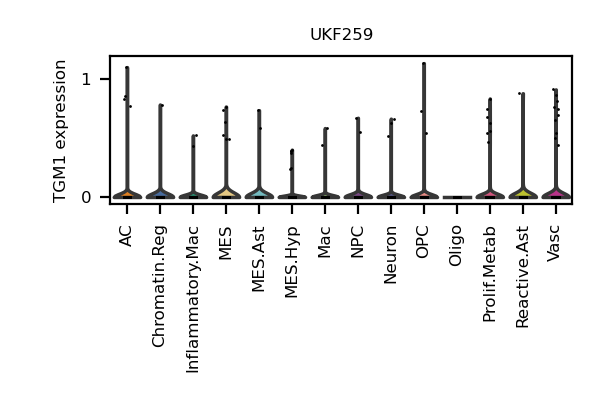 UKF259
TGM1 expression
1
0
AC
Chromatin.Reg
Inflammatory.Mac
MES
MES.Ast
MES.Hyp
Mac
NPC
Neuron
OPC
Oligo
Prolif.Metab
Reactive.Ast
Vasc